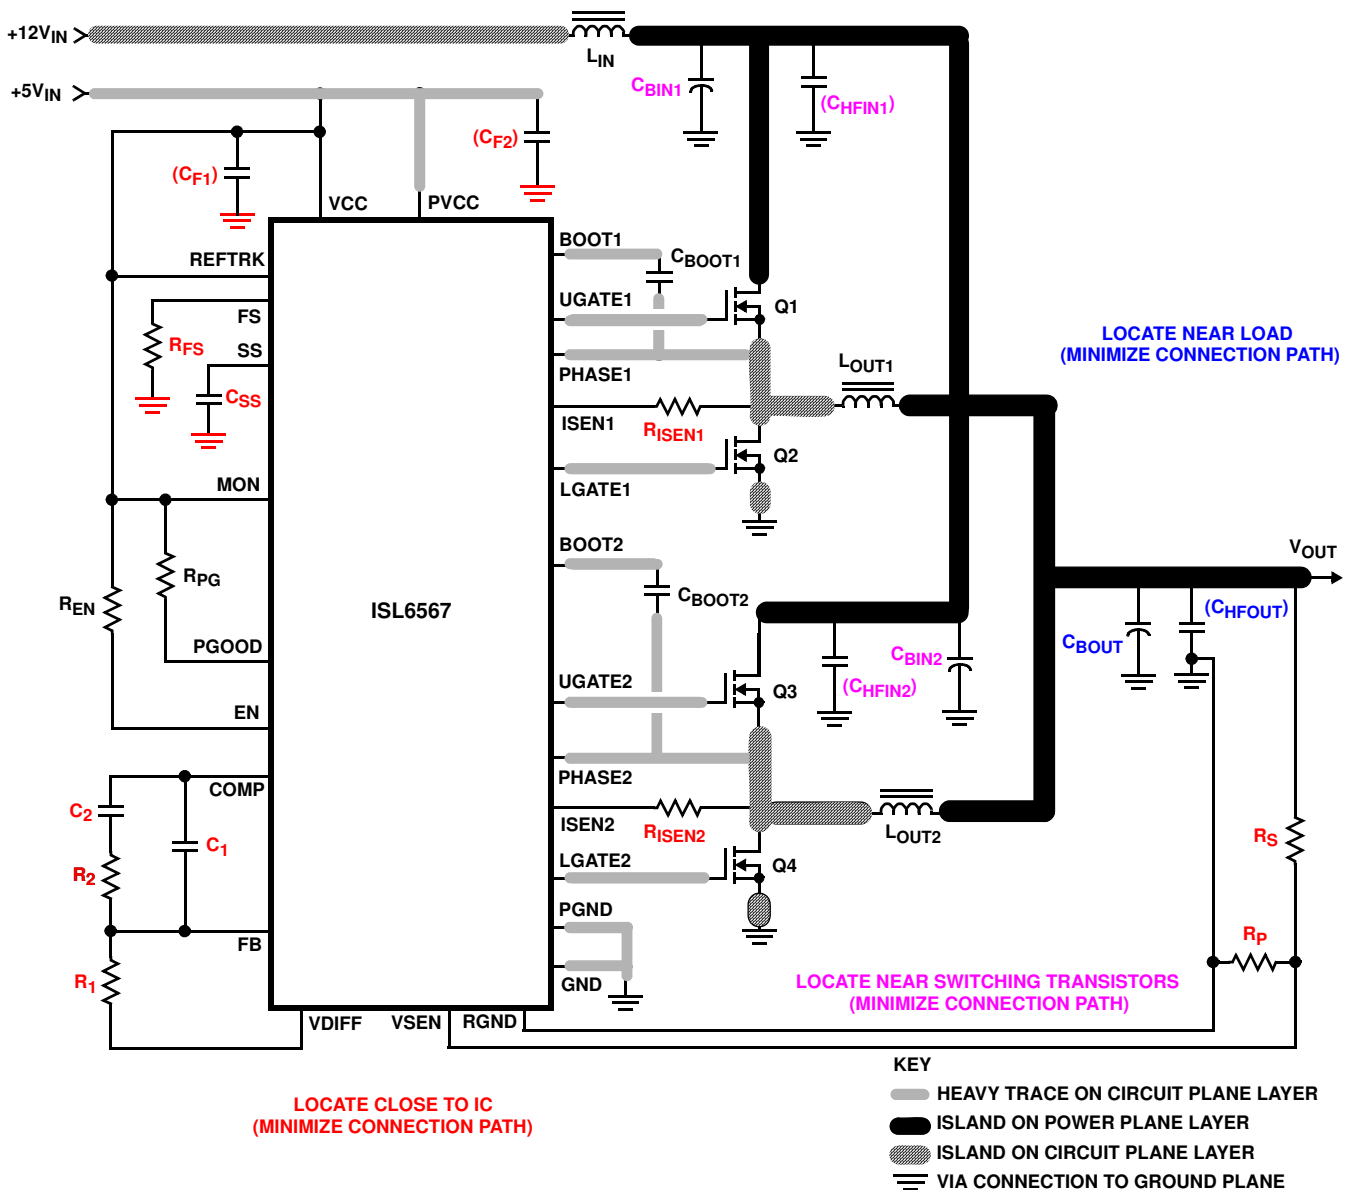 +12VIN
LIN
CBIN1
(CHFIN1)
+5VIN
(CF2)
(CF1)
VCC
PVCC
REFTRK
BOOT1
CBOOT1
UGATE1
Q1
FS
RFS
SS
CSS
PHASE1
LOCATE NEAR LOAD
(MINIMIZE CONNECTION PATH)
LOUT1
ISEN1
RISEN1
Q2
MON
LGATE1
BOOT2
VOUT
RPG
REN
ISL6567
CBOOT2
(CHFOUT)
CBOUT
PGOOD
CBIN2
(CHFIN2)
UGATE2
Q3
EN
PHASE2
COMP
C2
C1
ISEN2
RISEN2
LOUT2
RS
R2
LGATE2
Q4
PGND
FB
RP
R1
GND
LOCATE NEAR SWITCHING TRANSISTORS
(MINIMIZE CONNECTION PATH)
VDIFF
VSEN
RGND
KEY
HEAVY TRACE ON CIRCUIT PLANE LAYER
LOCATE CLOSE TO IC
(MINIMIZE CONNECTION PATH)
ISLAND ON POWER PLANE LAYER
ISLAND ON CIRCUIT PLANE LAYER
VIA CONNECTION TO GROUND PLANE